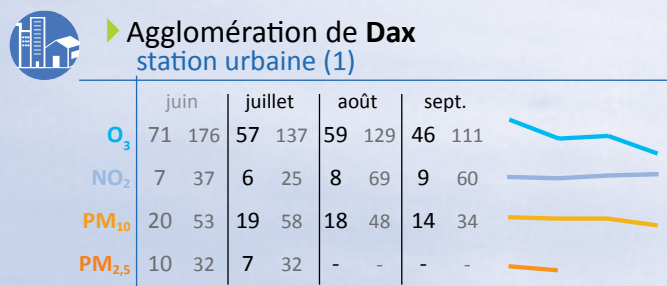 Agglomération de Dax
station urbaine (1)
juin juillet août sept.
O₃ 71 176 57 137 59 129 46 111
NO₂ 7 37 6 25 8 69 9 60
PM₁₀ 20 53 19 58 18 48 14 34
PM₂,₅ 10 32 7 32 - - - -